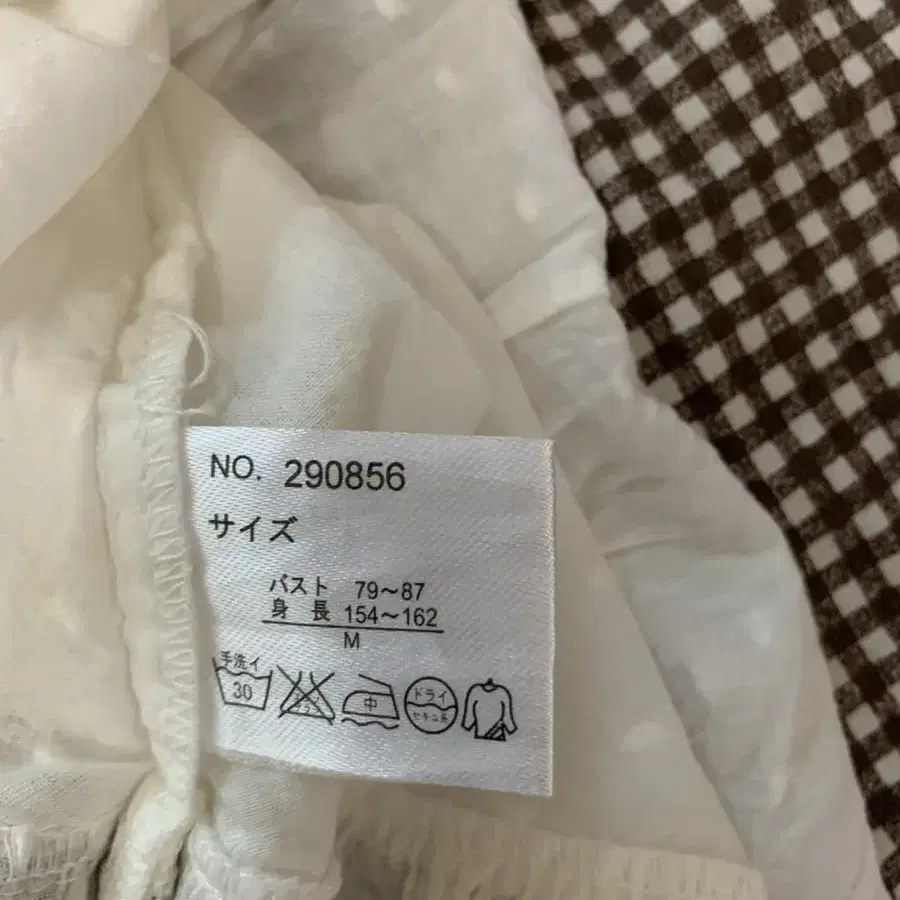 NO. 290856
サイズ
バスト 79~87
身長 154~162
M
手洗イ
30
中
ドライ
セキユ系